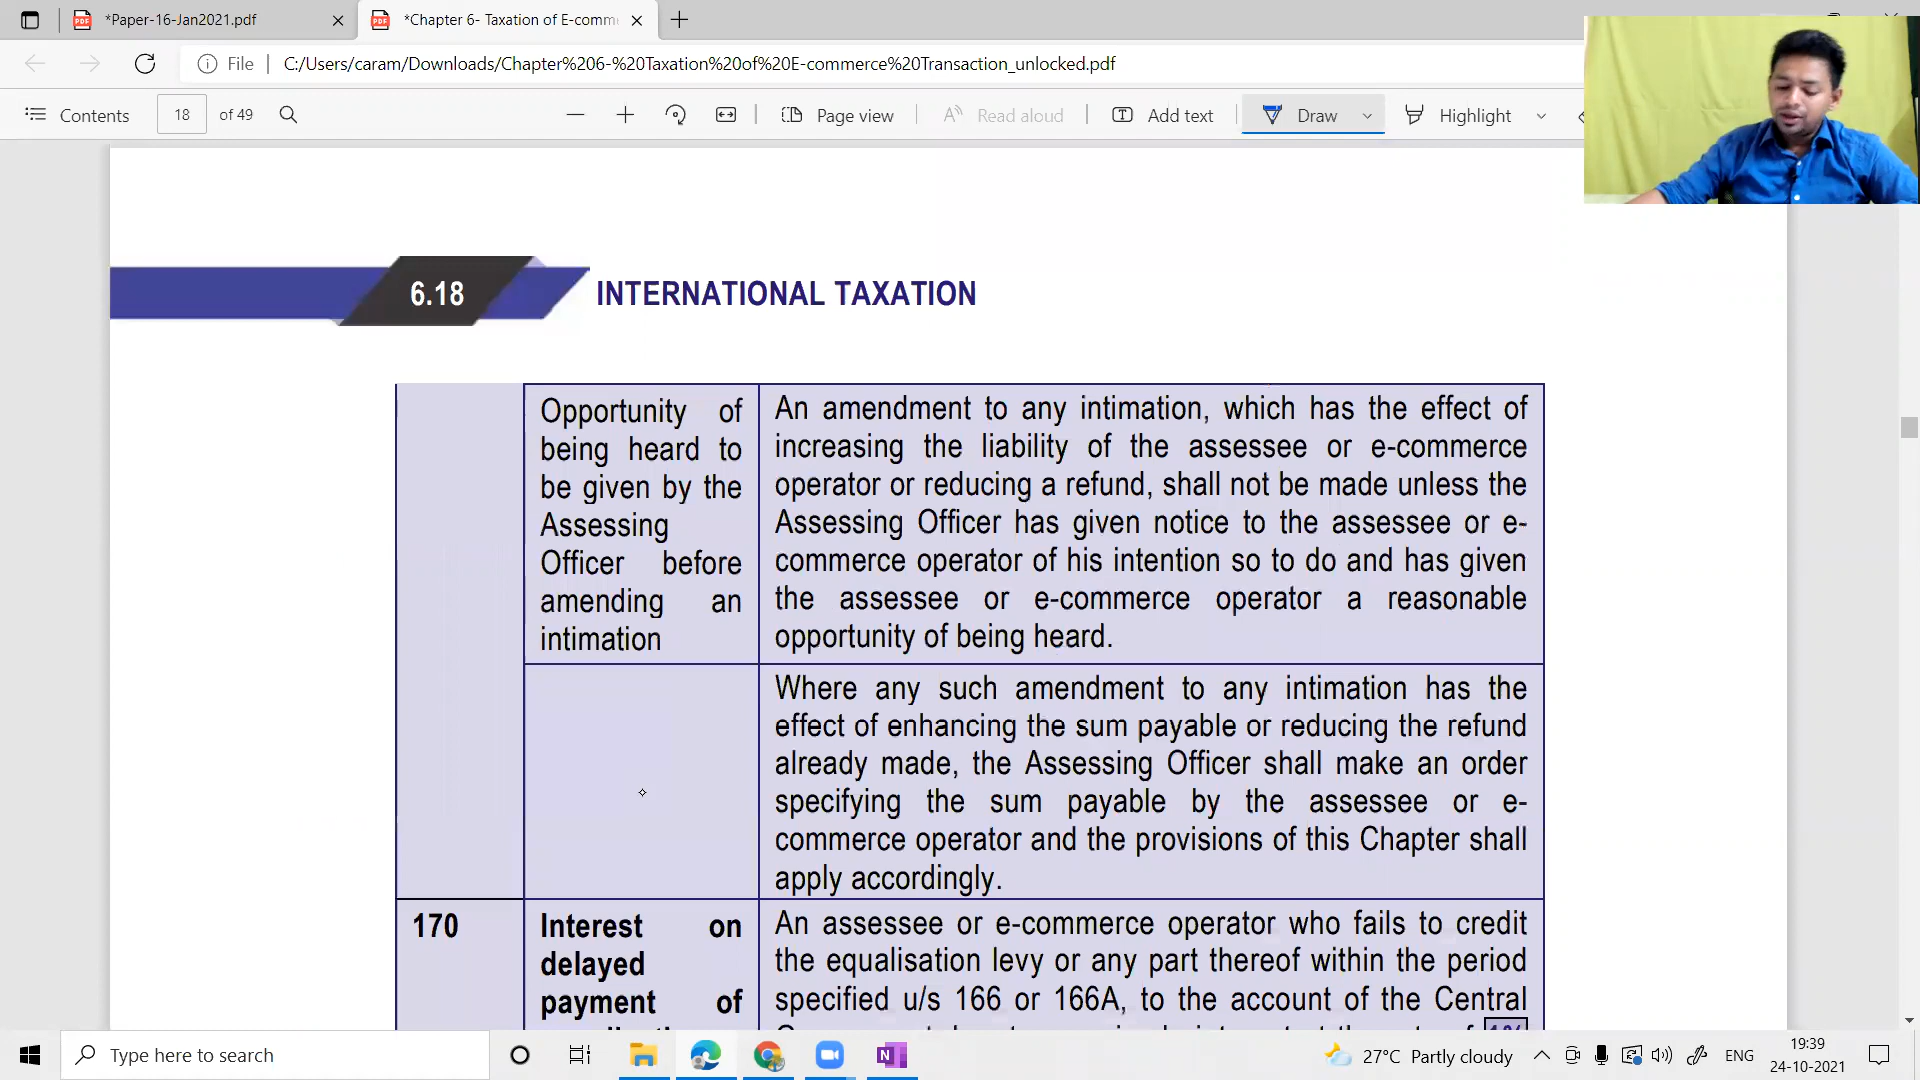 *Paper-16-Jan2021.pdf
*Chapter 6- Taxation of E-comm
File
C:/Users/caram/Downloads/Chapter%206-%20Taxation%20of%20E-commerce%20Transaction_unlocked.pdf
Contents
18 of 49
Page view
Read aloud
Add text
Draw
Highlight
6.18
INTERNATIONAL TAXATION
Opportunity of
being heard to
be given by the
Assessing
Officer before
amending an
intimation
An amendment to any intimation, which has the effect of
increasing the liability of the assessee or e-commerce
operator or reducing a refund, shall not be made unless the
Assessing Officer has given notice to the assessee or e-
commerce operator of his intention so to do and has given
the assessee or e-commerce operator a reasonable
opportunity of being heard.
Where any such amendment to any intimation has the
effect of enhancing the sum payable or reducing the refund
already made, the Assessing Officer shall make an order
specifying the sum payable by the assessee or e-
commerce operator and the provisions of this Chapter shall
apply accordingly.
170
Interest on
delayed
payment of
An assessee or e-commerce operator who fails to credit
the equalisation levy or any part thereof within the period
specified u/s 166 or 166A, to the account of the Central
Type here to search
27°C Partly cloudy
ENG
19:39
24-10-2021